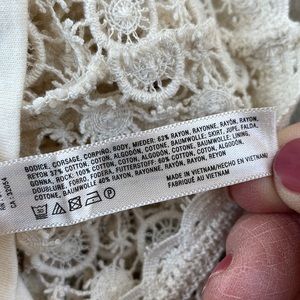 BODICE, CORSAGE, CORPIÑO, BODY, MIEDER: 63% RAYON, RAYONNE, RAYÓN, RAYON,
REYON 37% COTTON, COTON, ALGODÓN, COTONE, BAUMWOLLE; SKIRT, JUPE, FALDA,
GONNA, ROCK: 100% COTTON, COTON, ALGODÓN, COTONE, BAUMWOLLE; LINING,
DOUBLURE, FORRO, FODERA, FUTTERSTOFF: 60% COTTON, COTON, ALGODÓN,
COTONE, BAUMWOLLE 40% RAYON, RAYONNE, RAYÓN, RAYON, REYON
MADE IN VIETNAM/HECHO EN VIETNAM/
FABRIQUÉ AU VIETNAM
RN
CA